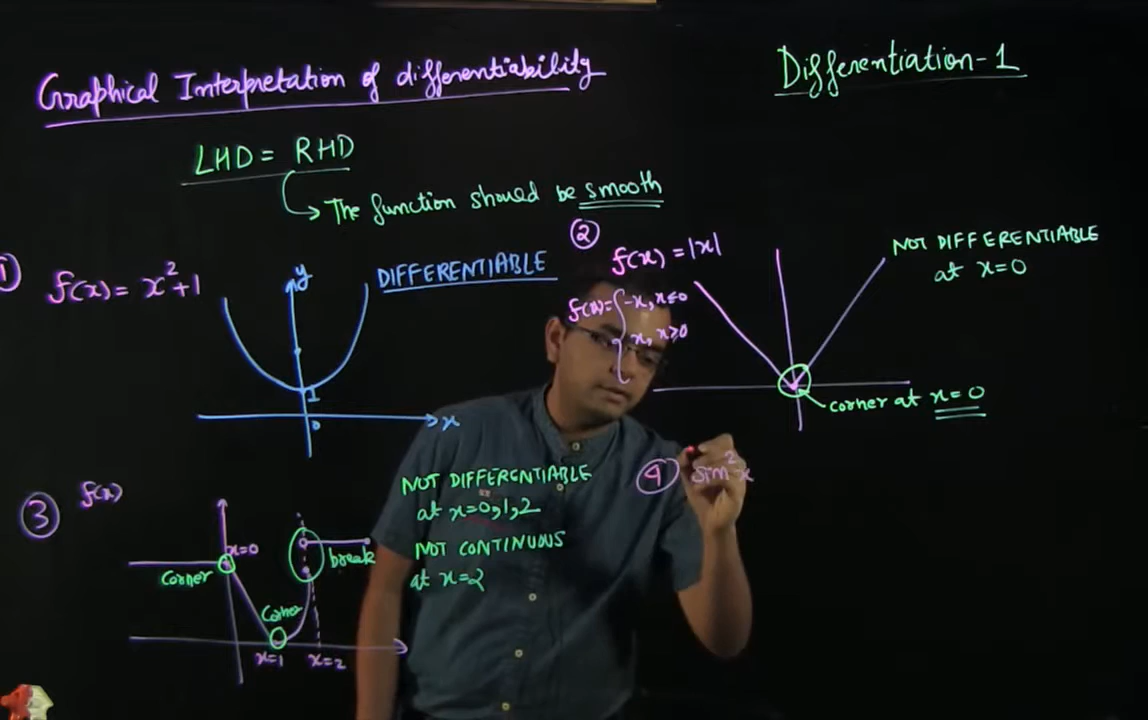 Graphical Interpretation of differentiability
Differentiation-1
LHD = RHD
The function should be smooth
① f(x) = x²+1
DIFFERENTIABLE
y
1
0
x
②
f(x) = |x|
f(x) = { -x, x≤0
x, x≥0
NOT DIFFERENTIABLE
at x=0
corner at x=0
③ f(x)
x=0
Corner
Corner
break
x=1
x=2
NOT DIFFERENTIABLE
at x=0,1,2
NOT CONTINUOUS
at x=2
④ sin²x